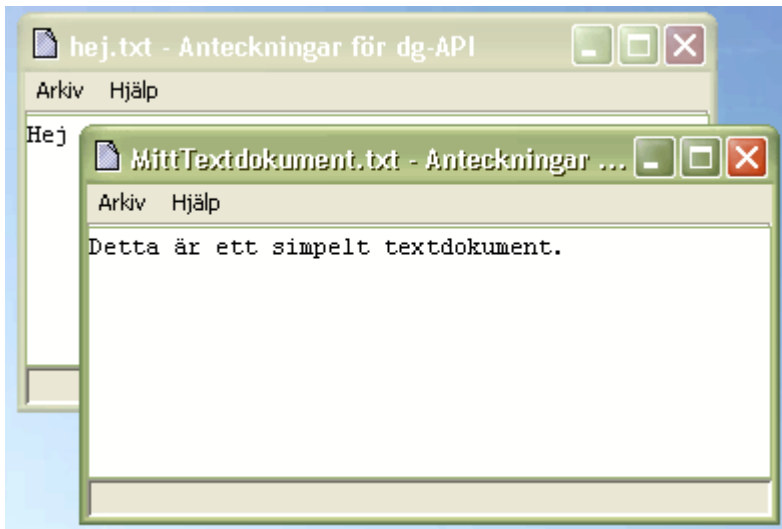 hej.txt - Anteckningar för dg-API
Arkiv Hjälp
Hej
MittTextdokument.txt - Anteckningar ...
Arkiv Hjälp
Detta är ett simpelt textdokument.